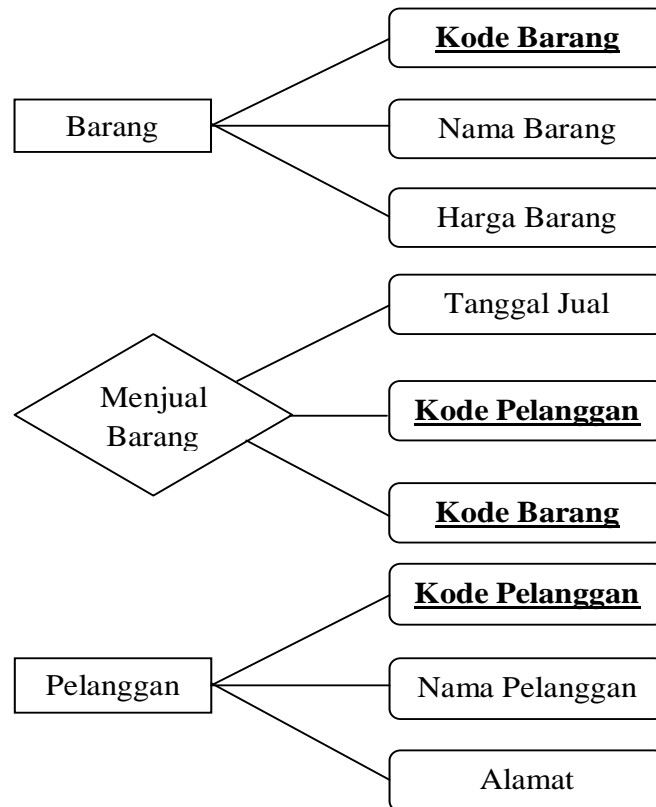 Kode Barang
Barang
Nama Barang
Harga Barang
Tanggal Jual
Menjual
Barang
Kode Pelanggan
Kode Barang
Kode Pelanggan
Pelanggan
Nama Pelanggan
Alamat